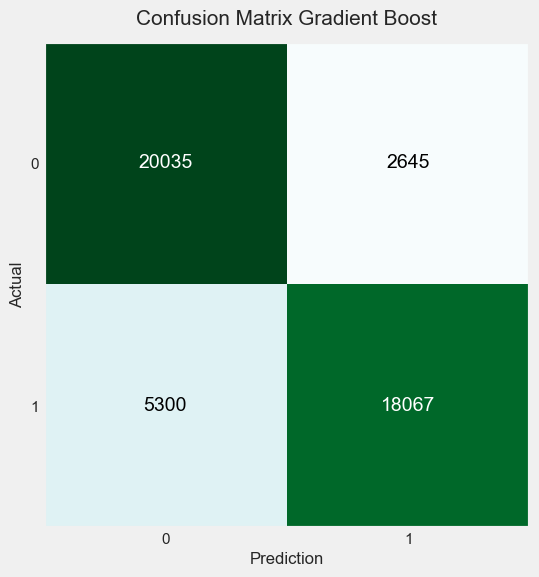 Confusion Matrix Gradient Boost
0
20035
2645
Actual
1
5300
18067
0
1
Prediction